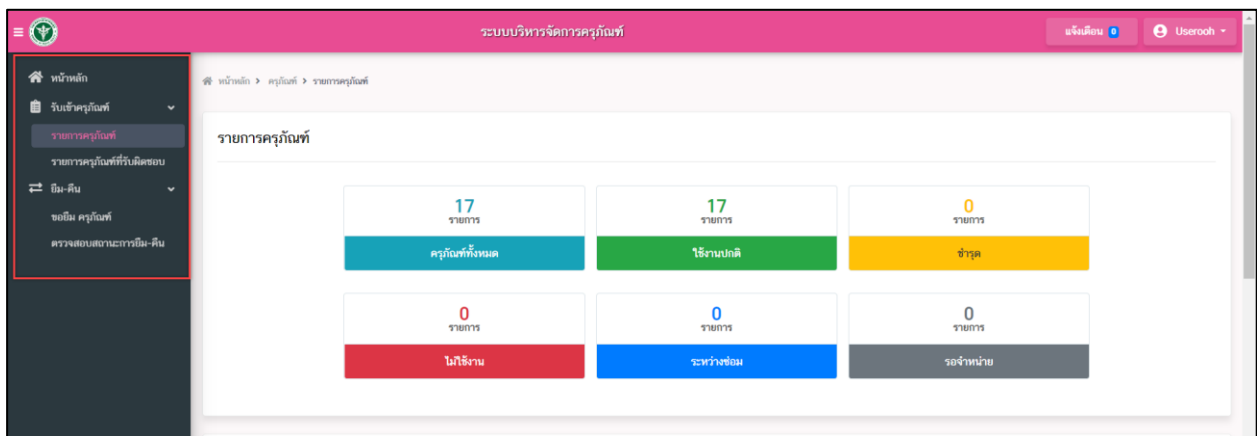 ระบบบริหารจัดการครุภัณฑ์
แจ้งเตือน 0
Userooh
หน้าหลัก
รับเข้าครุภัณฑ์
รายการครุภัณฑ์
รายการครุภัณฑ์ที่รับผิดชอบ
ยืม-คืน
ขอยืม ครุภัณฑ์
ตรวจสอบสถานะการยืม-คืน
หน้าหลัก > ครุภัณฑ์ > รายการครุภัณฑ์
รายการครุภัณฑ์
17
รายการ
ครุภัณฑ์ทั้งหมด
17
รายการ
ใช้งานปกติ
0
รายการ
ชำรุด
0
รายการ
ไม่ใช้งาน
0
รายการ
ระหว่างซ่อม
0
รายการ
รอจำหน่าย